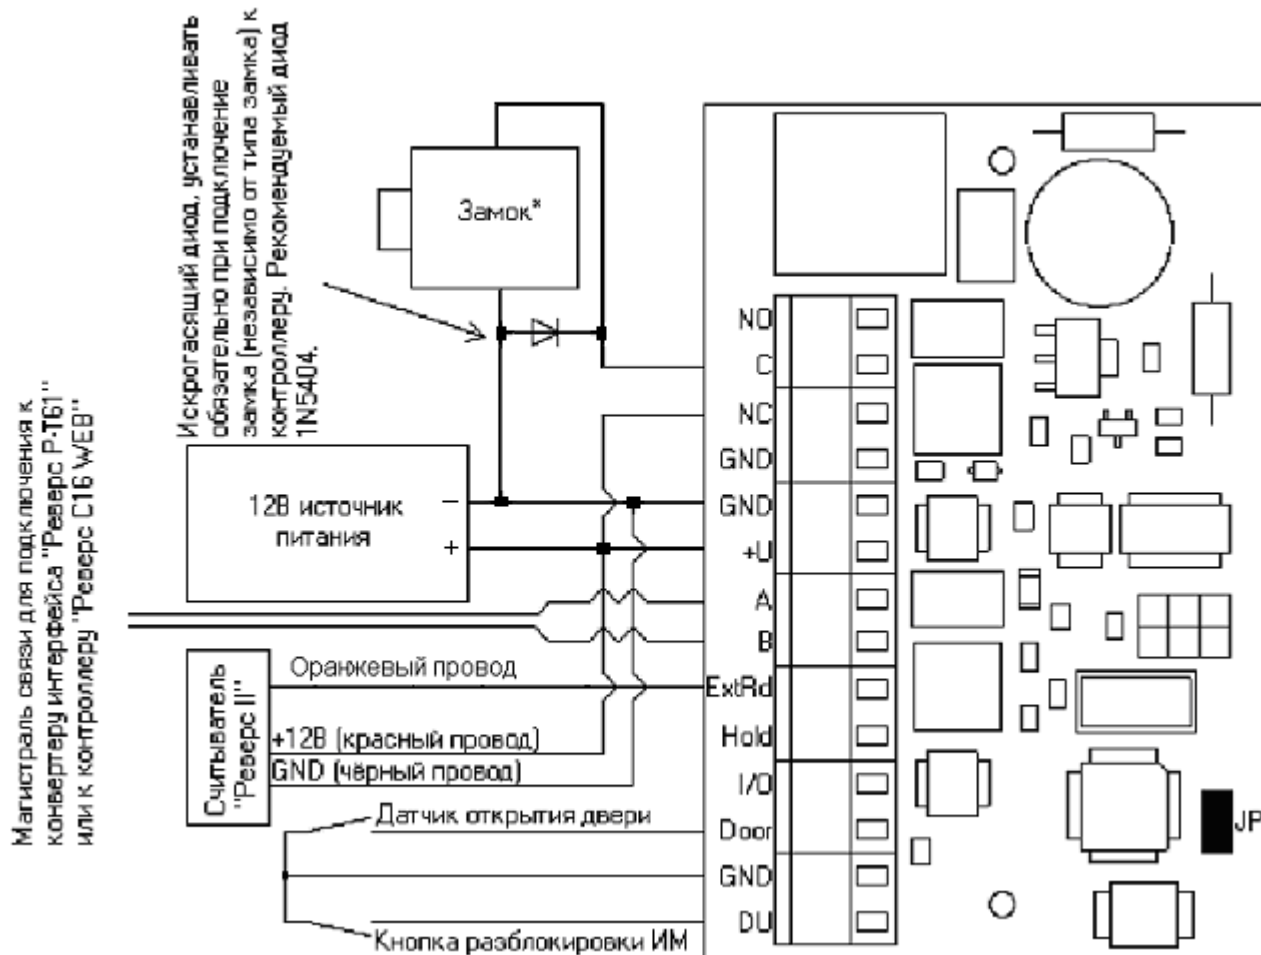 Искрогасящий диод, устанавливать
обязательно при подключение
замка (независимо от типа замка) к
контроллеру. Рекомендуемый диод
1N5404.
Магистраль связи для подключения к
конвертеру интерфейса "Реверс Р-Т61"
или к контроллеру "Реверс С16 WEB"
Замок*
12В источник
питания
−
+
Считыватель
"Реверс II"
Оранжевый провод
+12В (красный провод)
GND (чёрный провод)
Датчик открытия двери
Кнопка разблокировки ИМ
NO
C
NC
GND
GND
+U
A
B
ExtRd
Hold
I/O
Door
GND
DU
JP